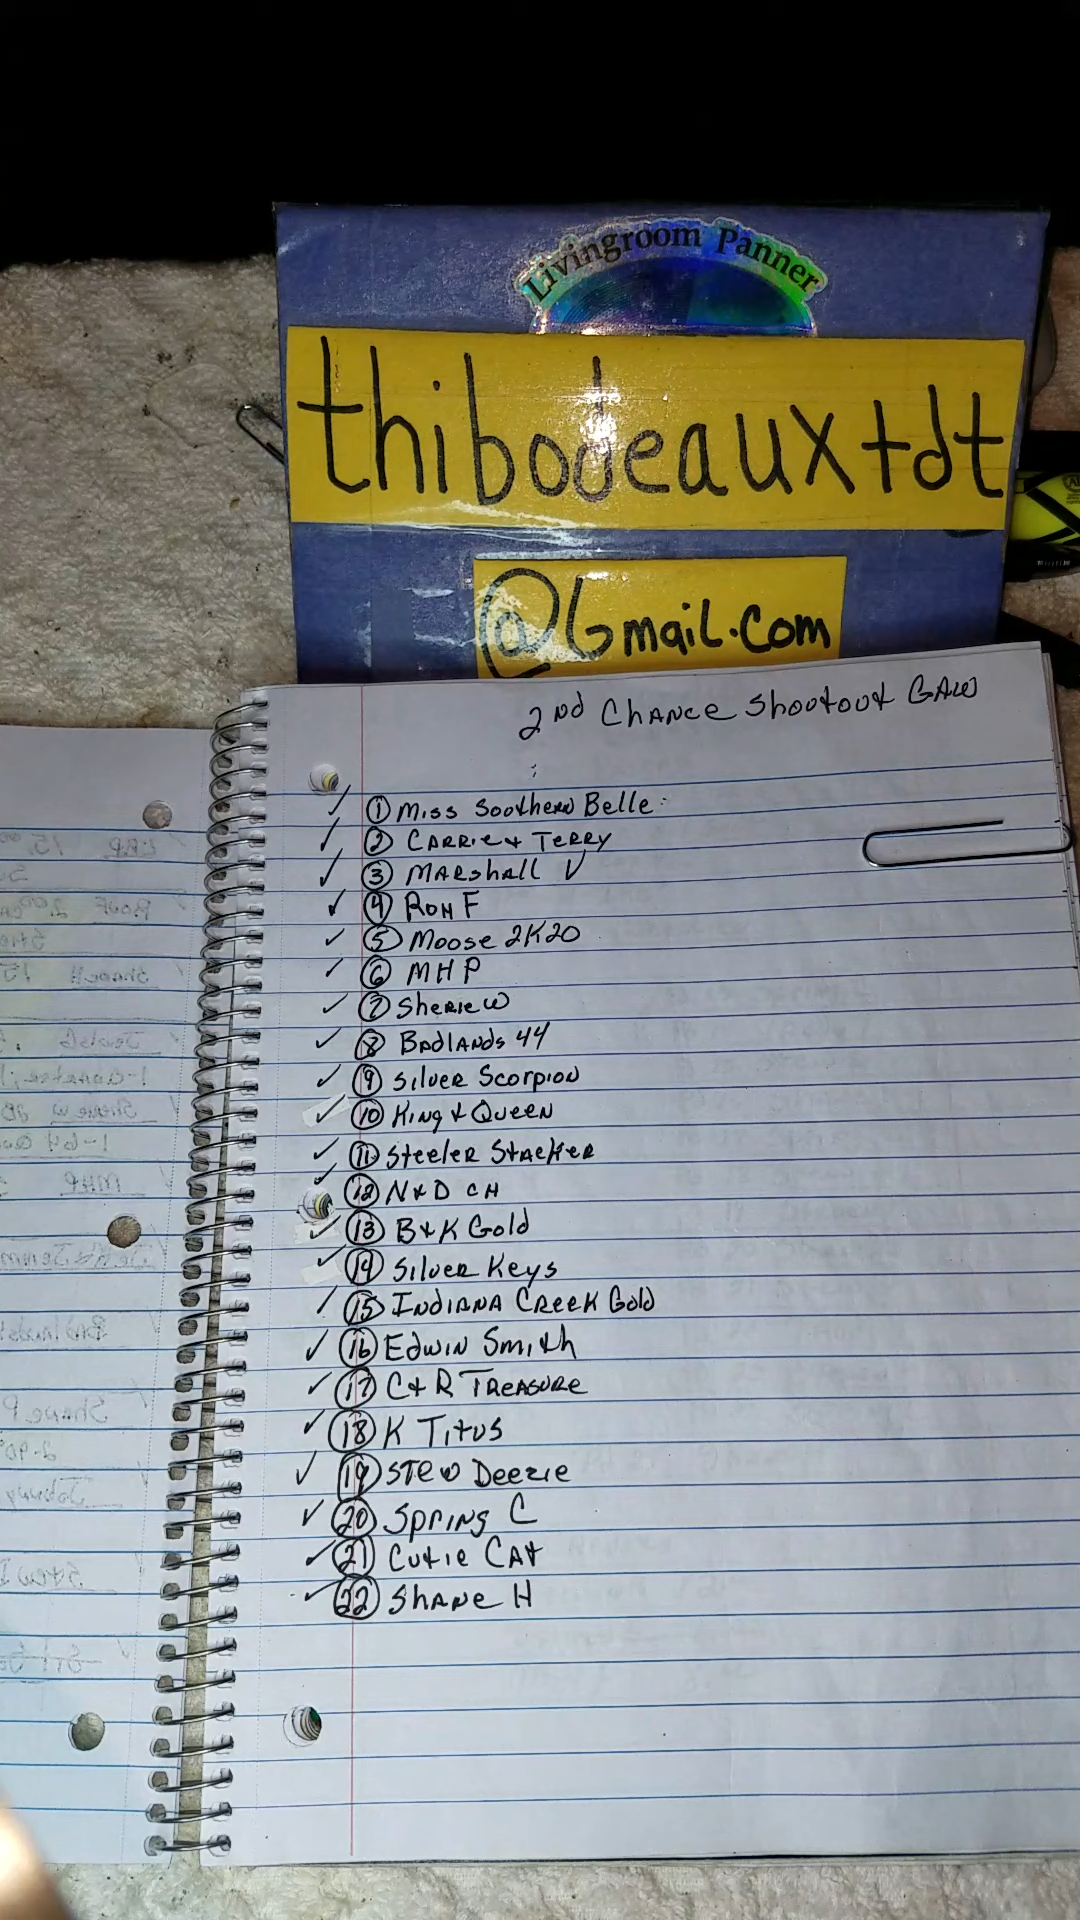 Livingroom Panner
thibodeauxtdt
@Gmail.com
2nd Chance Shootout GAW
✓ 1 Miss Southern Belle
✓ 2 Carrie + Terry
✓ 3 Marshall ✓
✓ 4 Ron F
✓ 5 Moose 2K20
✓ 6 MHP
✓ 7 Sherie W
✓ 8 Badlands 44
✓ 9 Silver Scorpion
✓ 10 King + Queen
✓ 11 Steeler Stacker
✓ 12 N+D CH
✓ 13 B+K Gold
✓ 14 Silver Keys
✓ 15 Indiana Creek Gold
✓ 16 Edwin Smith
✓ 17 C+R Treasure
✓ 18 K Titus
✓ 19 Stew Deezie
✓ 20 Spring C
✓ 21 Cutie Cat
✓ 22 Shane H